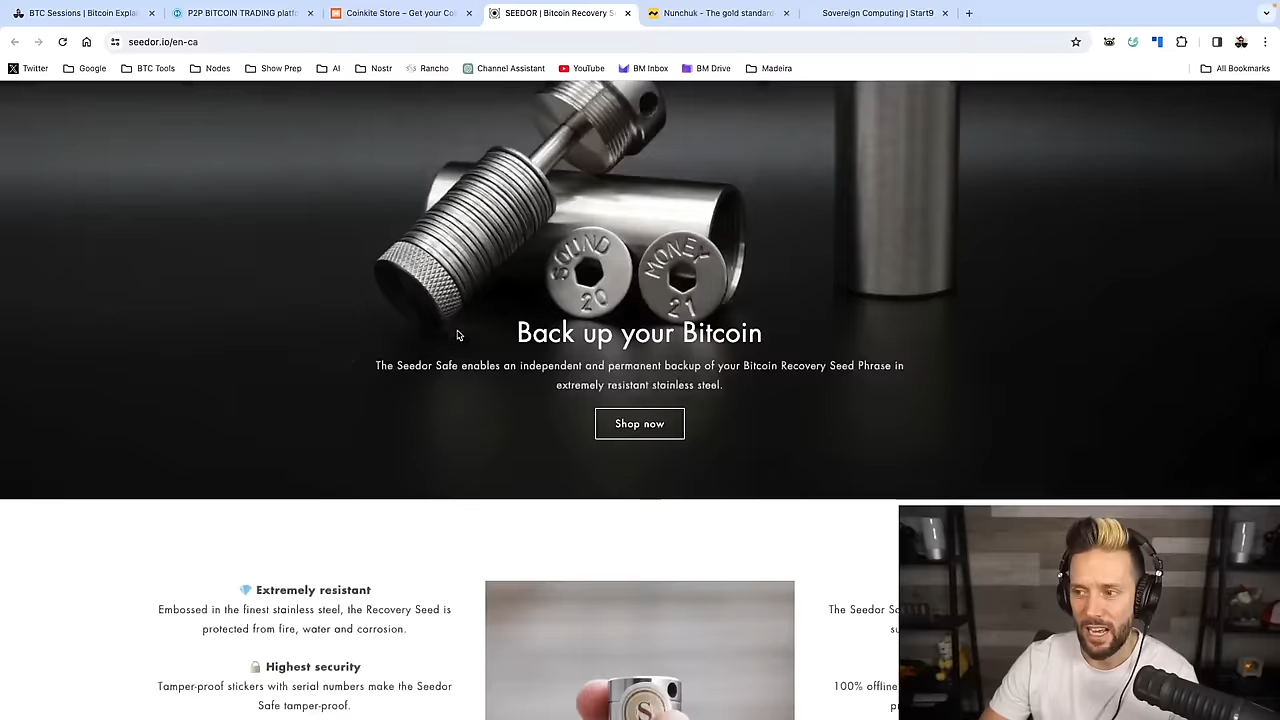 BTC Sessions | Bitcoin Explai
P2P BITCOIN TRADING platf
Coinkite Store – Get your Co
SEEDOR | Bitcoin Recovery S
Nunchuk - The gold standard
Sovereign Computing | Start9
seedor.io/en-ca
Twitter
Google
BTC Tools
Nodes
Show Prep
AI
Nostr
Rancho
Channel Assistant
YouTube
BM Inbox
BM Drive
Madeira
All Bookmarks
SOUND
20
MONEY
21
Back up your Bitcoin
The Seedor Safe enables an independent and permanent backup of your Bitcoin Recovery Seed Phrase in
extremely resistant stainless steel.
Shop now
💎 Extremely resistant
Embossed in the finest stainless steel, the Recovery Seed is
protected from fire, water and corrosion.
🔒 Highest security
Tamper-proof stickers with serial numbers make the Seedor
Safe tamper-proof.
The Seedor
su
100% offline
pr
S